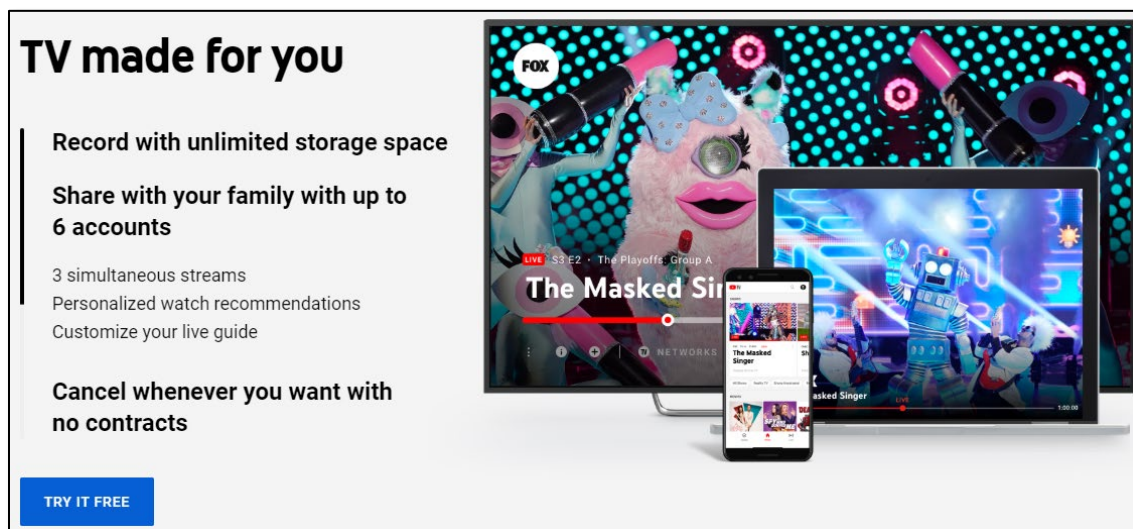 TV made for you
Record with unlimited storage space
Share with your family with up to
6 accounts
3 simultaneous streams
Personalized watch recommendations
Customize your live guide
Cancel whenever you want with
no contracts
TRY IT FREE
FOX
LIVE S3 E2 • The Playoffs: Group A
The Masked Sin
NETWORKS
The Masked
Singer
Sh
asked Singer
LIVE
1:00:00